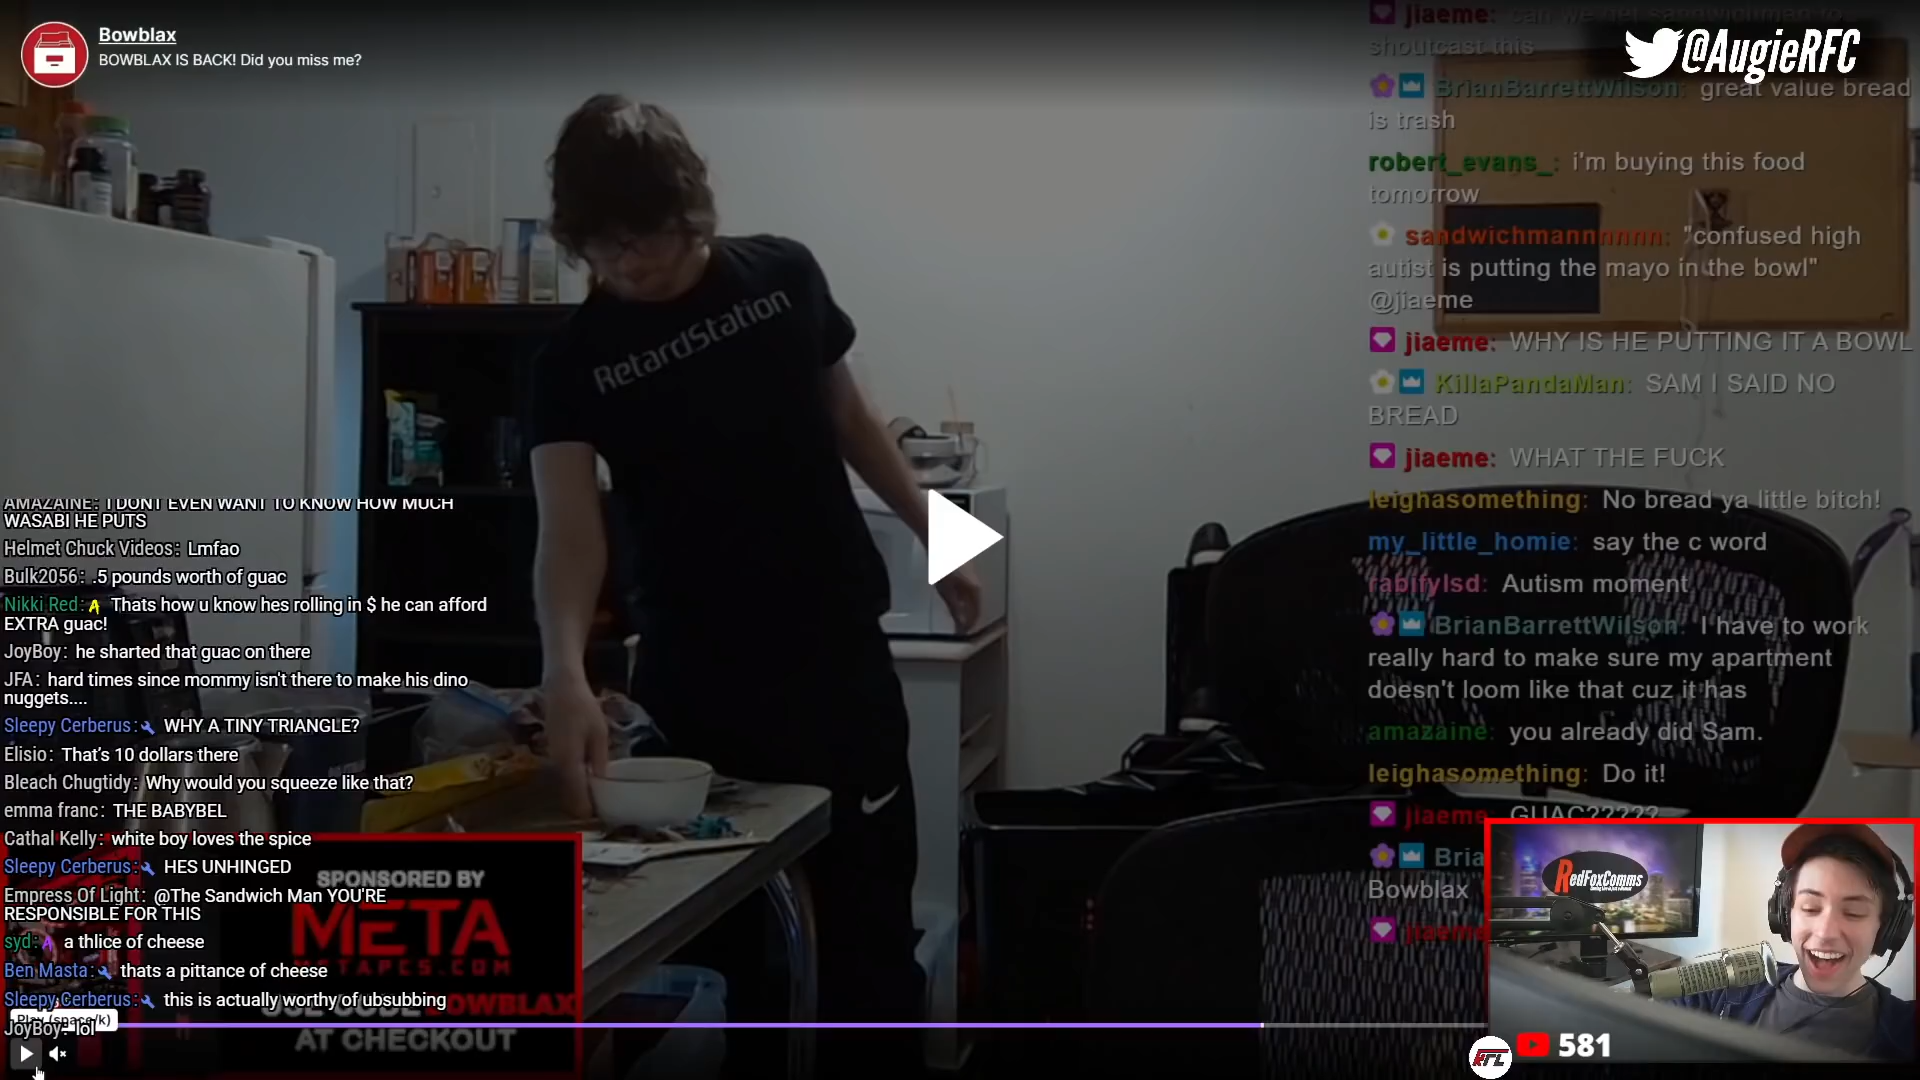 Bowblax
BOWBLAX IS BACK! Did you miss me?
@AugieRFC
jiaeme: can we get sandwichman to
shoutcast this
BrianBarrettWilson: great value bread
is trash
robert_evans_: i'm buying this food
tomorrow
sandwichmannnnnn: "confused high
autist is putting the mayo in the bowl"
@jiaeme
jiaeme: WHY IS HE PUTTING IT A BOWL
KillaPandaMan: SAM I SAID NO
BREAD
jiaeme: WHAT THE FUCK
leighasomething: No bread ya little bitch!
my_little_homie: say the c word
rabifylsd: Autism moment
BrianBarrettWilson: I have to work
really hard to make sure my apartment
doesn't loom like that cuz it has
amazaine: you already did Sam.
leighasomething: Do it!
jiaeme: GUAC?????
Bria
Bowblax
jiaeme
RetardStation
AMAZAINE: I DONT EVEN WANT TO KNOW HOW MUCH
WASABI HE PUTS
Helmet Chuck Videos: Lmfao
Bulk2056: .5 pounds worth of guac
Nikki Red: Thats how u know hes rolling in $ he can afford
EXTRA guac!
JoyBoy: he sharted that guac on there
JFA: hard times since mommy isn't there to make his dino
nuggets....
Sleepy Cerberus: WHY A TINY TRIANGLE?
Elisio: That's 10 dollars there
Bleach Chugtidy: Why would you squeeze like that?
emma franc: THE BABYBEL
Cathal Kelly: white boy loves the spice
Sleepy Cerberus: HES UNHINGED
Empress Of Light: @The Sandwich Man YOU'RE
RESPONSIBLE FOR THIS
syd: a thlice of cheese
Ben Masta: thats a pittance of cheese
Sleepy Cerberus: this is actually worthy of ubsubbing
JoyBoy: lol
Play (space/k)
SPONSORED BY
META
METAPCS.COM
USE CODE BOWBLAX
AT CHECKOUT
RedFoxComms
RFL
581